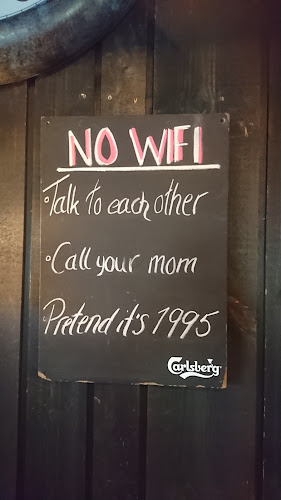 NO WIFI
°Talk to each other
°Call your mom
Pretend it's 1995
Carlsberg